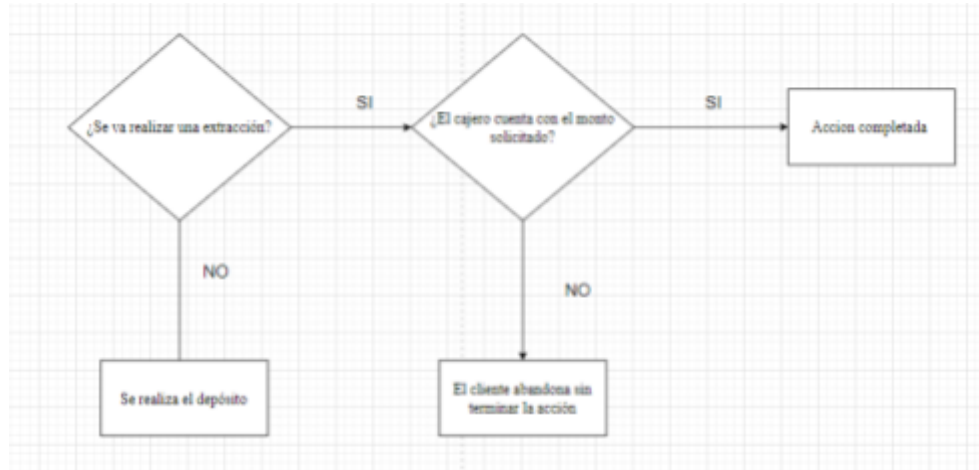 ¿Se va realizar una extracción?
SI
¿El cajero cuenta con el monto
solicitado?
SI
Accion completada
NO
NO
Se realiza el depósito
El cliente abandona sin
terminar la acción